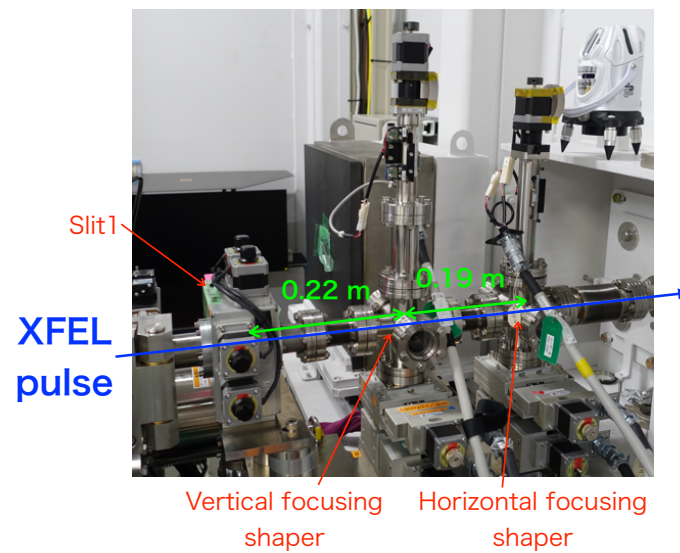 Slit1
0.22 m
0.19 m
XFEL
pulse
Vertical focusing
shaper
Horizontal focusing
shaper